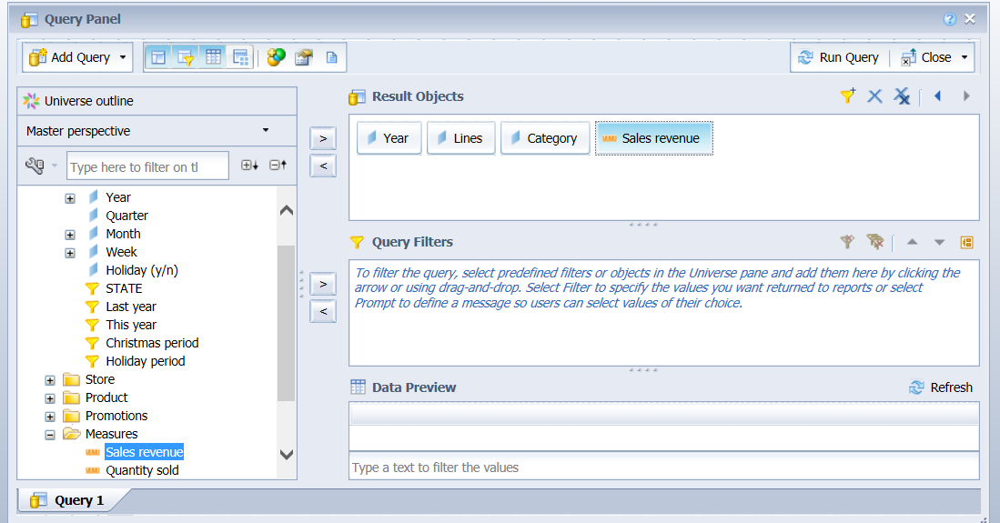 Query Panel
Add Query
Run Query
Close
Universe outline
Master perspective
Type here to filter on tl
Year
Quarter
Month
Week
Holiday (y/n)
STATE
Last year
This year
Christmas period
Holiday period
Store
Product
Promotions
Measures
Sales revenue
Quantity sold
>
<
>
<
Result Objects
Year Lines Category Sales revenue
Query Filters
To filter the query, select predefined filters or objects in the Universe pane and add them here by clicking the
arrow or using drag-and-drop. Select Filter to specify the values you want returned to reports or select
Prompt to define a message so users can select values of their choice.
Data Preview
Refresh
Type a text to filter the values
Query 1